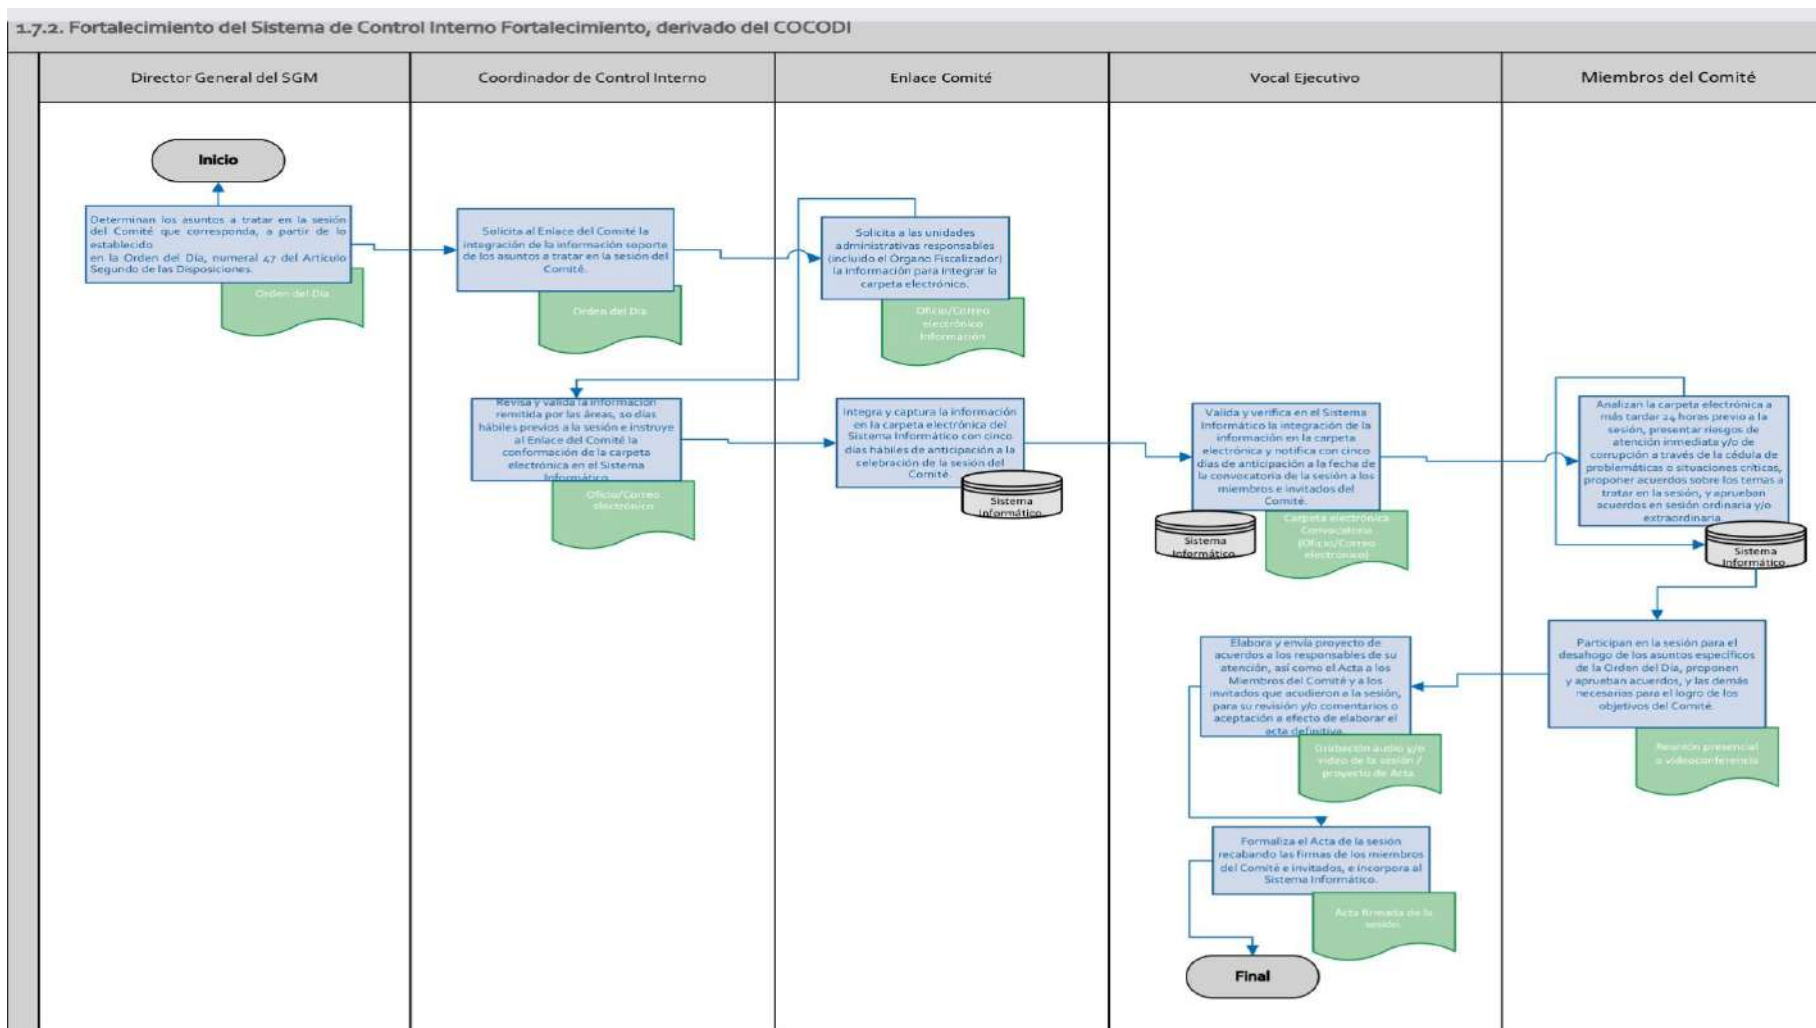 1.7.2. Fortalecimiento del Sistema de Control Interno Fortalecimiento, derivado del COCODI
Director General del SGM
Coordinador de Control Interno
Enlace Comité
Vocal Ejecutivo
Miembros del Comité
Inicio
Determinan los asuntos a tratar en la sesión
del Comité que corresponda, a partir de lo
establecido
en la Orden del Día, numeral 47 del Artículo
Segundo de las Disposiciones.
Orden del Día
Solicita al Enlace del Comité la
integración de la información soporte
de los asuntos a tratar en la sesión del
Comité.
Orden del Día
Solicita a las unidades
administrativas responsables
(incluido el Órgano Fiscalizador)
la información para integrar la
carpeta electrónico.
Oficio/Correo
electrónico
Información
Revisa y valida la información
remitida por las áreas, 10 días
hábiles previos a la sesión e instruye
al Enlace del Comité la
conformación de la carpeta
electrónica en el Sistema
Informático.
Oficio/Correo
electrónico
Integra y captura la información
en la carpeta electrónica del
Sistema Informático con cinco
días hábiles de anticipación a la
celebración de la sesión del
Comité.
Sistema
Informático
Valida y verifica en el Sistema
Informático la integración de la
información en la carpeta
electrónica y notifica con cinco
días de anticipación a la fecha de
la convocatoria de la sesión a los
miembros e invitados del
Comité.
Sistema
Informático
Carpeta electrónica
Convocatoria
(Oficio/Correo
electrónico)
Analizan la carpeta electrónica a
más tardar 24 horas previo a la
sesión, presentar riesgos de
atención inmediata y/o de
corrupción a través de la cédula de
problemáticas o situaciones críticas,
proponer acuerdos sobre los temas a
tratar en la sesión, y aprueban
acuerdos en sesión ordinaria y/o
extraordinaria.
Sistema
Informático
Participan en la sesión para el
desahogo de los asuntos específicos
de la Orden del Día, proponen
y aprueban acuerdos, y las demás
necesarias para el logro de los
objetivos del Comité.
Reunión presencial
o videoconferencia
Elabora y envía proyecto de
acuerdos a los responsables de su
atención, así como el Acta a los
Miembros del Comité y a los
invitados que acudieron a la sesión,
para su revisión y/o comentarios o
aceptación a efecto de elaborar el
acta definitiva.
Grabación audio y/o
video de la sesión /
proyecto de Acta
Formaliza el Acta de la sesión
recabando las firmas de los miembros
del Comité e invitados, e incorpora al
Sistema Informático.
Acta firmada de la
sesión
Final